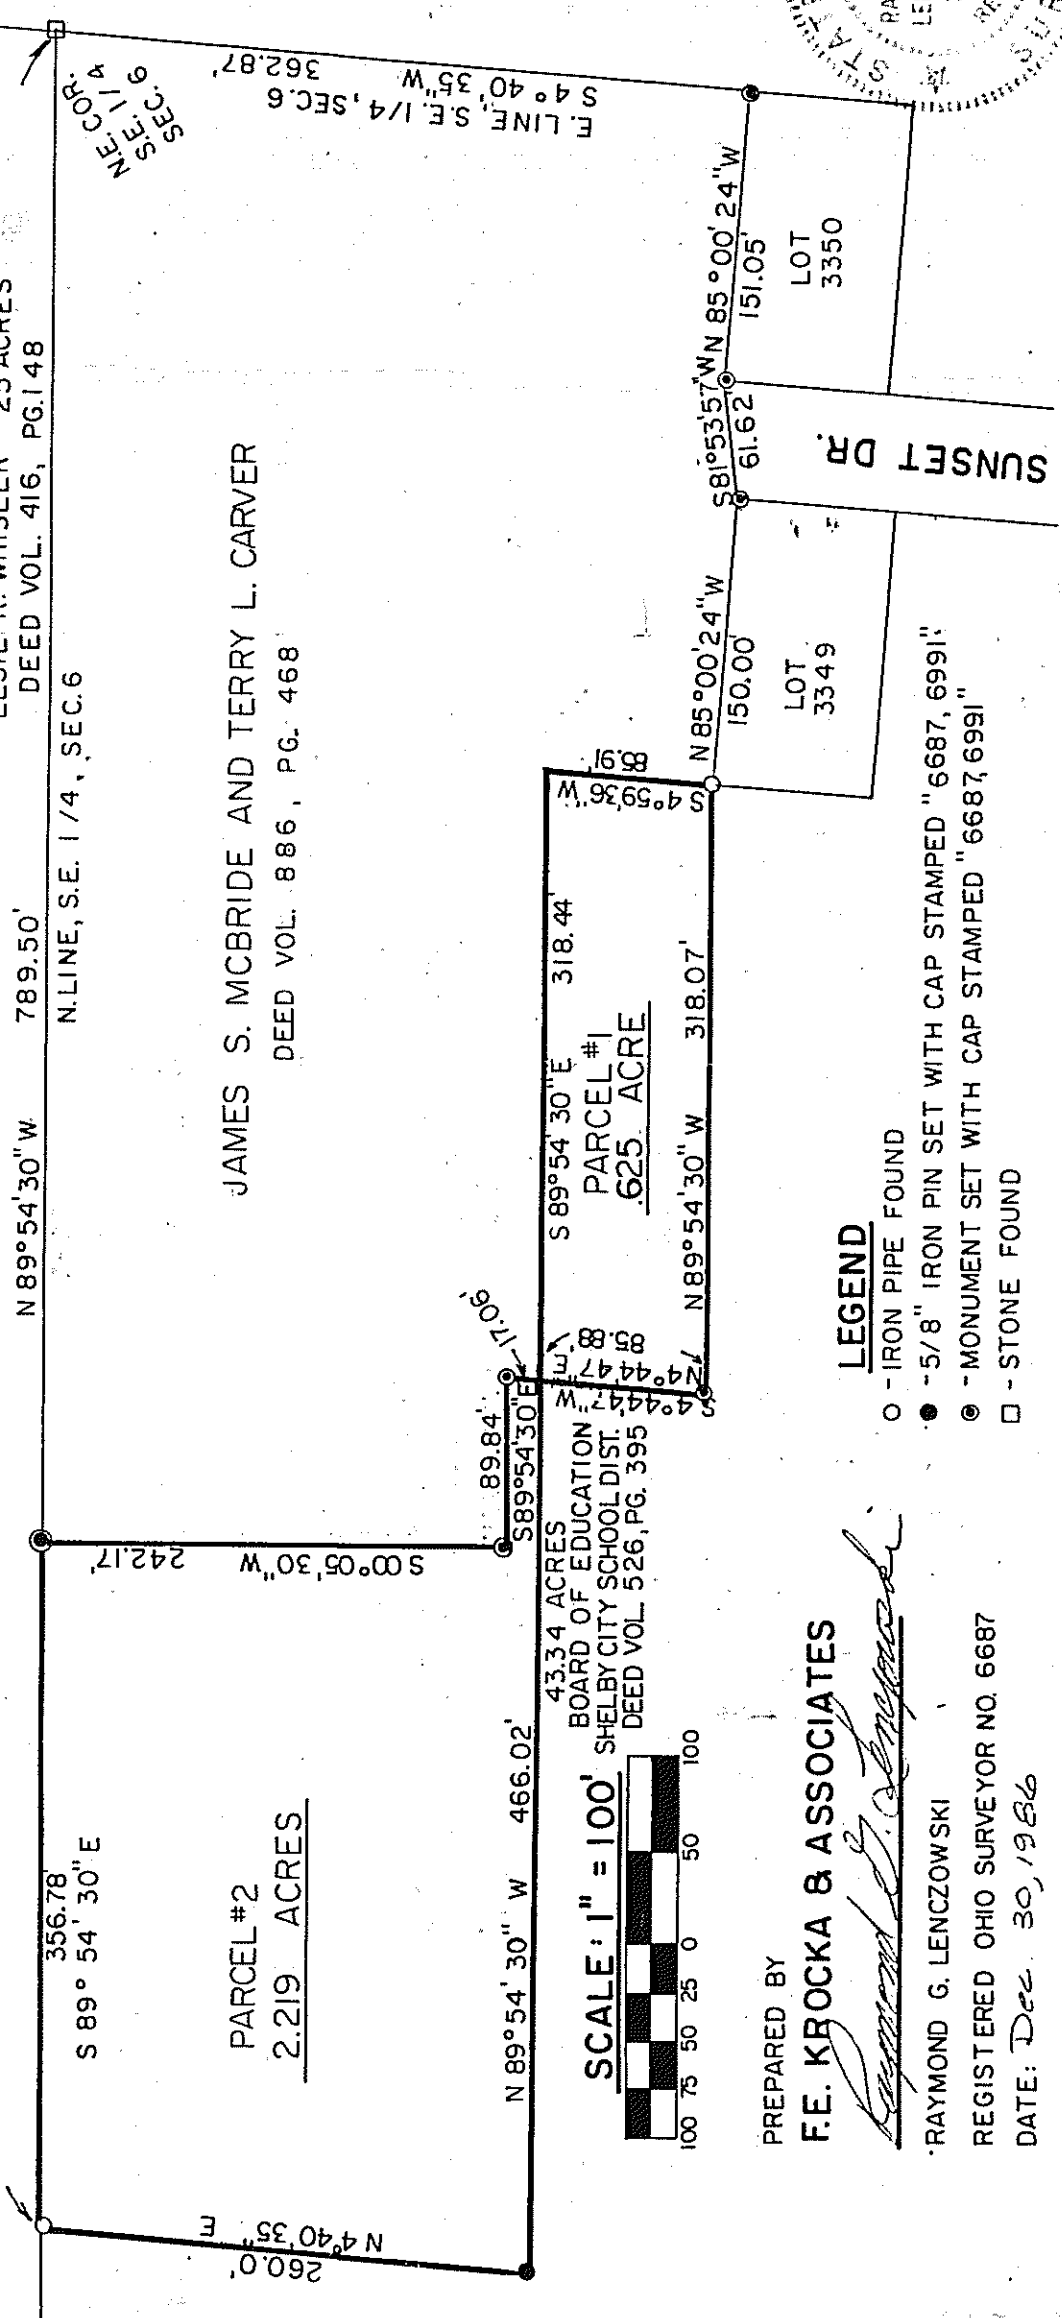 25 ACRES
DEED VOL. 416, PG. 148
N 89° 54' 30" W 789.50'
N. LINE, S.E. 1/4, SEC. 6
N.E. COR.
S.E. 1/4
SEC. 6
E. LINE, S.E. 1/4, SEC. 6
S 4° 40' 35" W 362.87'
JAMES S. MCBRIDE AND TERRY L. CARVER
DEED VOL. 886, PG. 468
356.78'
S 89° 54' 30" E
PARCEL #2
2.219 ACRES
N 4° 40' 35" E
260.0'
S 00° 05' 30" W 242.17'
89.84'
S 89° 54' 30" E
17.06'
N 89° 54' 30" W 466.02'
S 89° 54' 30" E 318.44'
PARCEL #1
.625 ACRE
S 4° 59' 36" W
85.91'
N 89° 54' 30" W 318.07'
S 4° 44' 47" W
N 4° 44' 47" E
85.88'
43.34 ACRES
BOARD OF EDUCATION
SHELBY CITY SCHOOL DIST.
DEED VOL. 526, PG. 395
N 85° 00' 24" W
150.00'
LOT
3349
S 81° 53' 57" W
61.62
SUNSET DR.
N 85° 00' 24" W
151.05'
LOT
3350
STATE
RA
LE
RE
SCALE: 1" = 100'
100 75 50 25 0 50 100
LEGEND
○ - IRON PIPE FOUND
● - 5/8" IRON PIN SET WITH CAP STAMPED "6687, 6991"
◉ - MONUMENT SET WITH CAP STAMPED "6687, 6991"
□ - STONE FOUND
PREPARED BY
F.E. KROCKA & ASSOCIATES
Raymond G. Lenczowski
RAYMOND G. LENCZOWSKI
REGISTERED OHIO SURVEYOR NO. 6687
DATE: Dec. 30, 1986